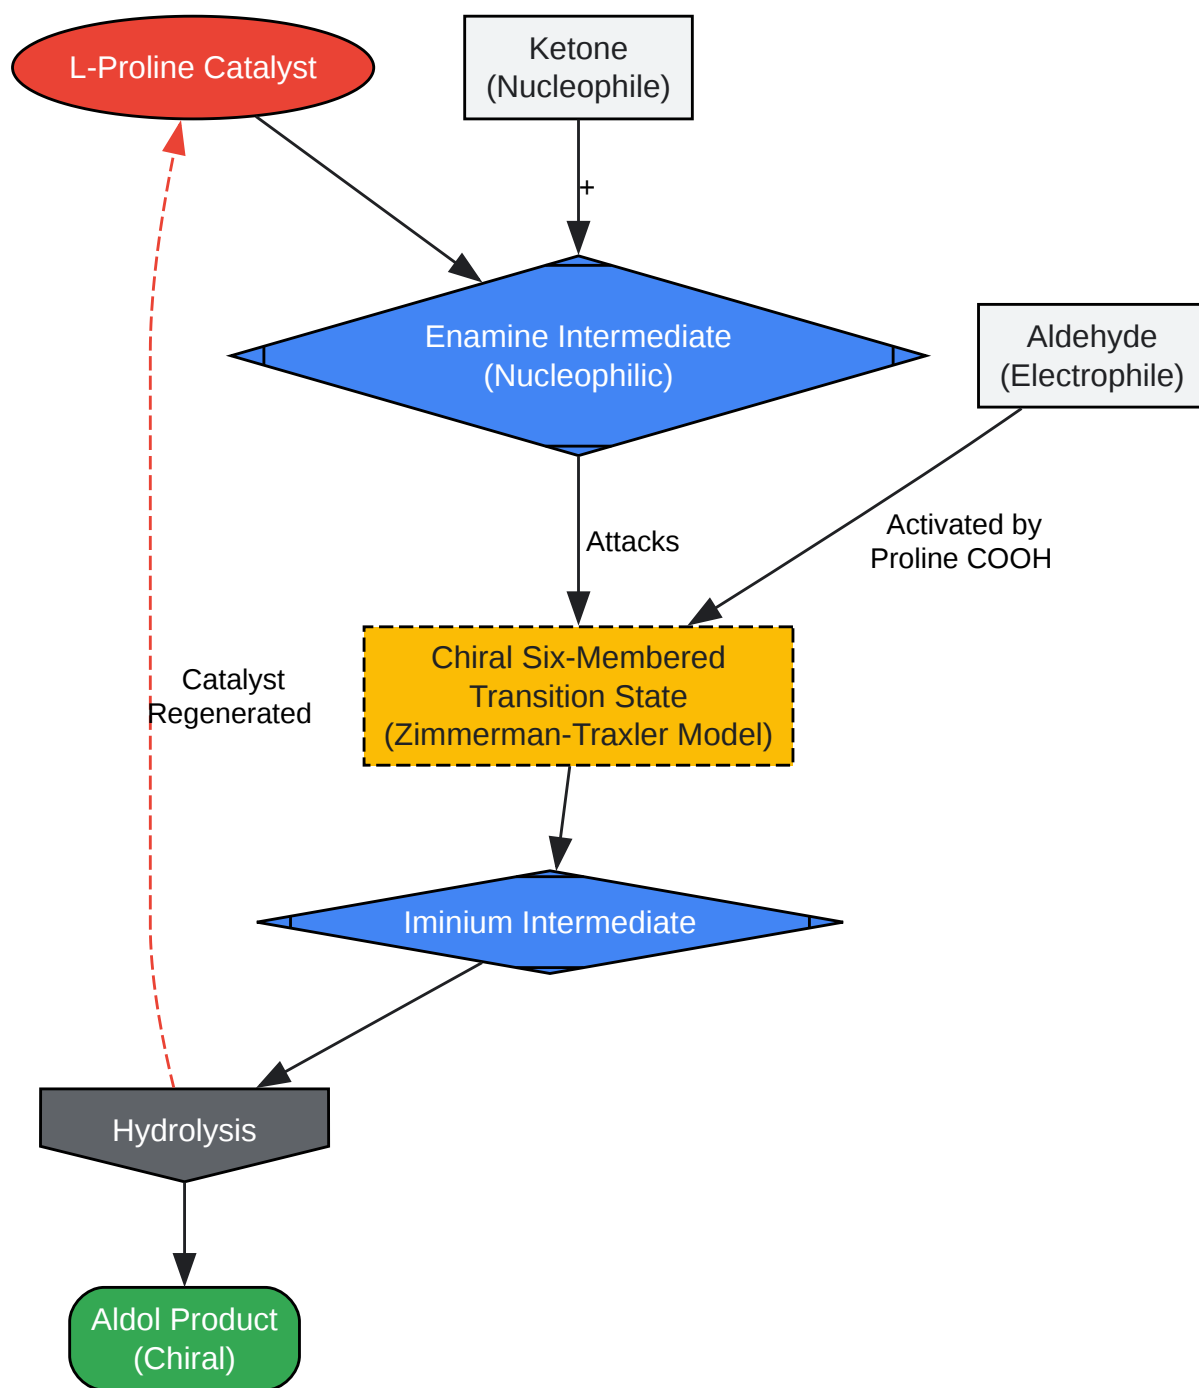 L-Proline Catalyst
Ketone
(Nucleophile)
+
Enamine Intermediate
(Nucleophilic)
Aldehyde
(Electrophile)
Attacks
Activated by
Proline COOH
Chiral Six-Membered
Transition State
(Zimmerman-Traxler Model)
Catalyst
Regenerated
Iminium Intermediate
Hydrolysis
Aldol Product
(Chiral)